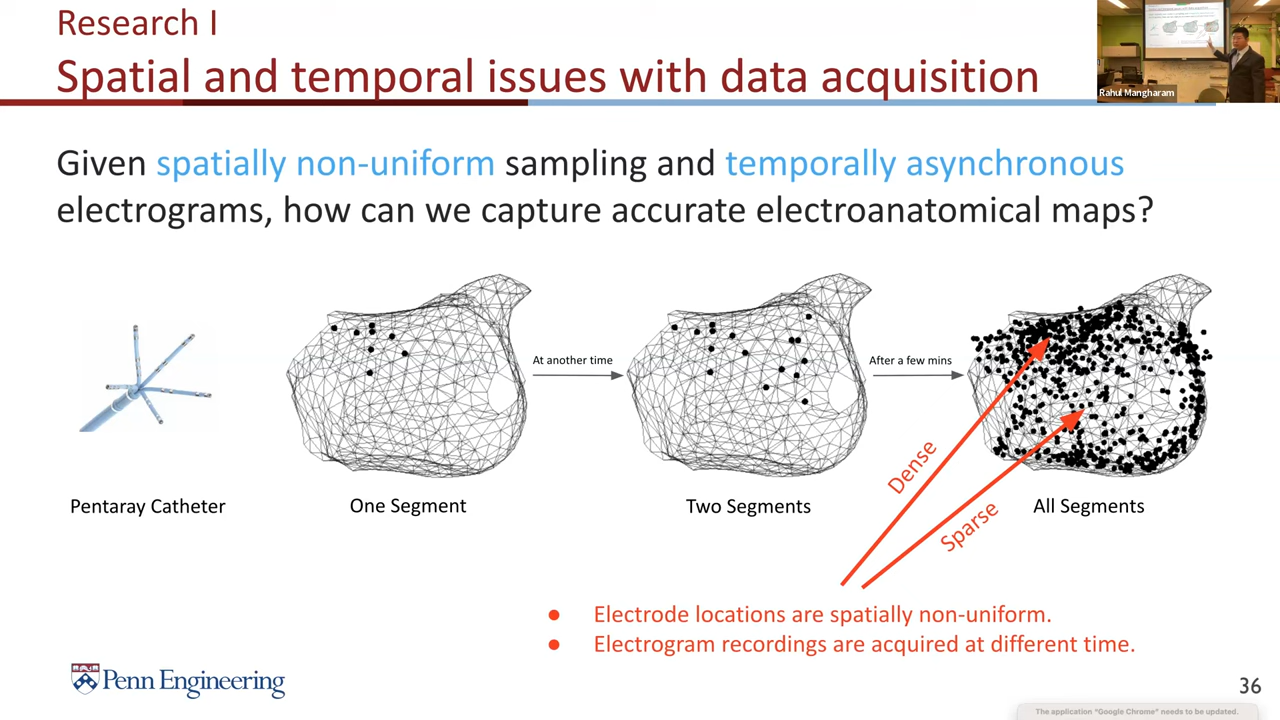 Research I
Spatial and temporal issues with data acquisition
Rahul Mangharam
Given spatially non-uniform sampling and temporally asynchronous
electrograms, how can we capture accurate electroanatomical maps?
At another time
After a few mins
Dense
Sparse
Pentaray Catheter
One Segment
Two Segments
All Segments
● Electrode locations are spatially non-uniform.
● Electrogram recordings are acquired at different time.
Penn Engineering
36
The application "Google Chrome" needs to be updated.